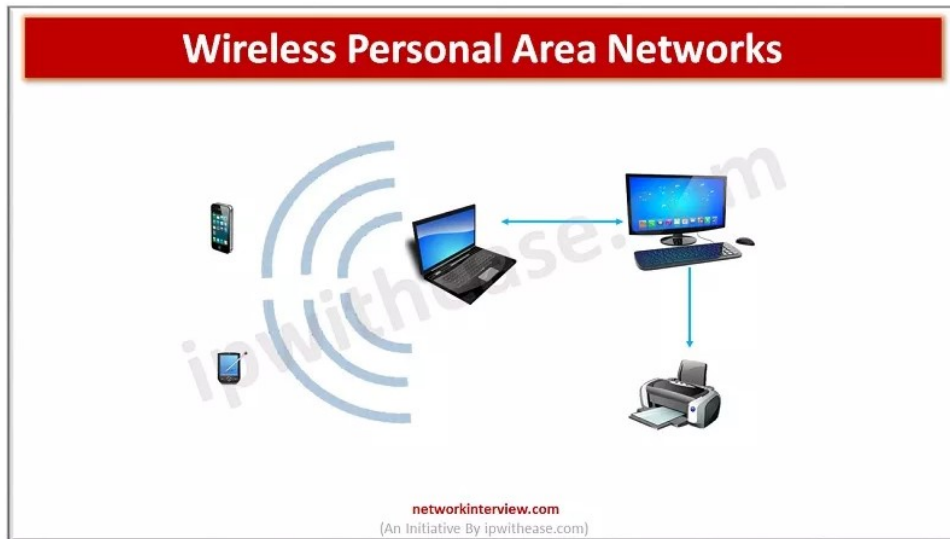 Wireless Personal Area Networks
ipwithease.com
networkinterview.com
(An Initiative By ipwithease.com)